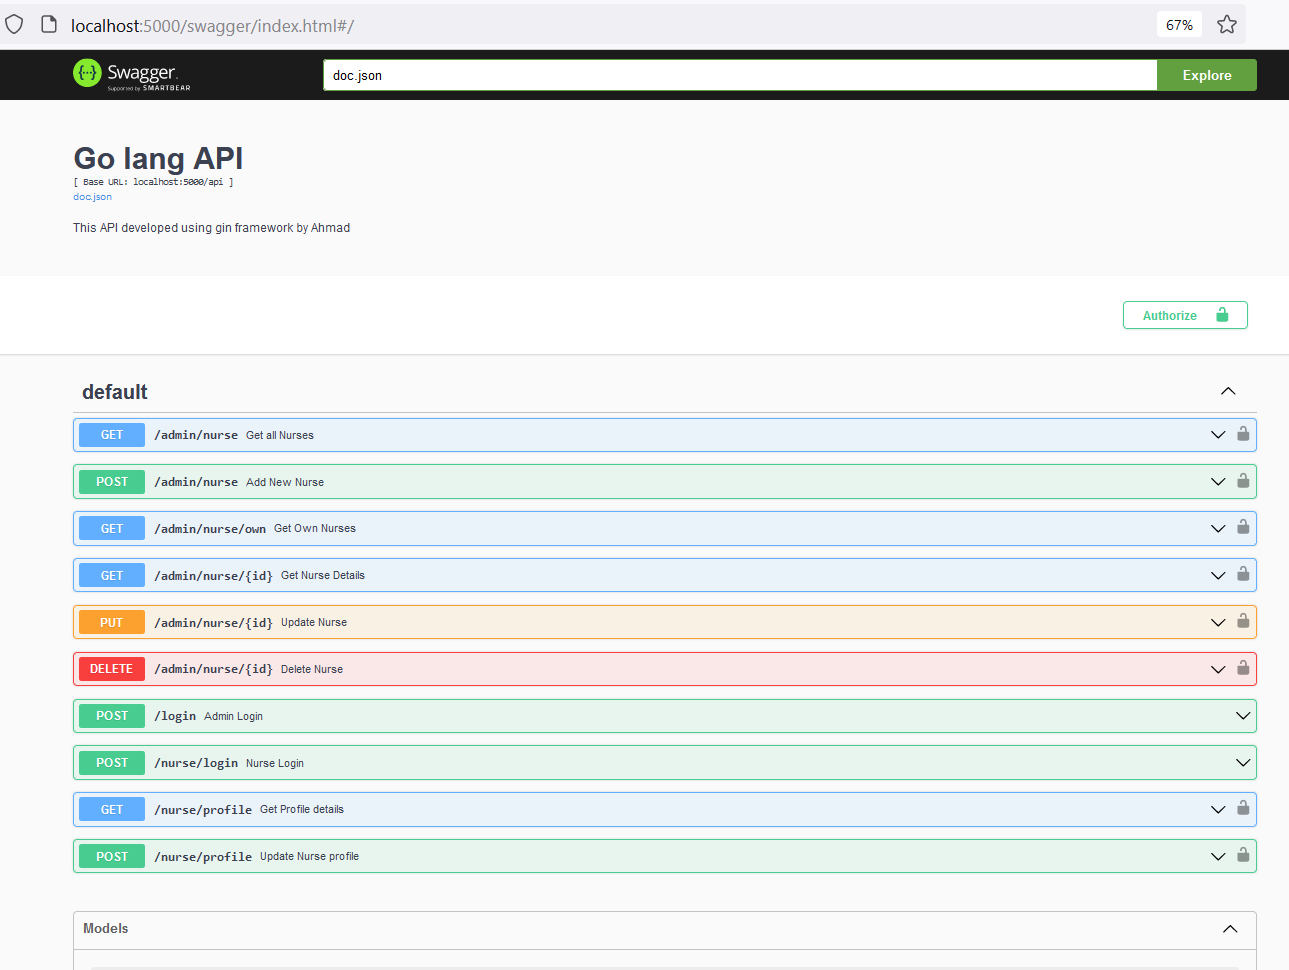 localhost:5000/swagger/index.html#/ 67%
{···} Swagger. doc.json Explore
Supported by SMARTBEAR
Go lang API
[ Base URL: localhost:5000/api ]
doc.json
This API developed using gin framework by Ahmad
Authorize
default
GET /admin/nurse Get all Nurses
POST /admin/nurse Add New Nurse
GET /admin/nurse/own Get Own Nurses
GET /admin/nurse/{id} Get Nurse Details
PUT /admin/nurse/{id} Update Nurse
DELETE /admin/nurse/{id} Delete Nurse
POST /login Admin Login
POST /nurse/login Nurse Login
GET /nurse/profile Get Profile details
POST /nurse/profile Update Nurse profile
Models